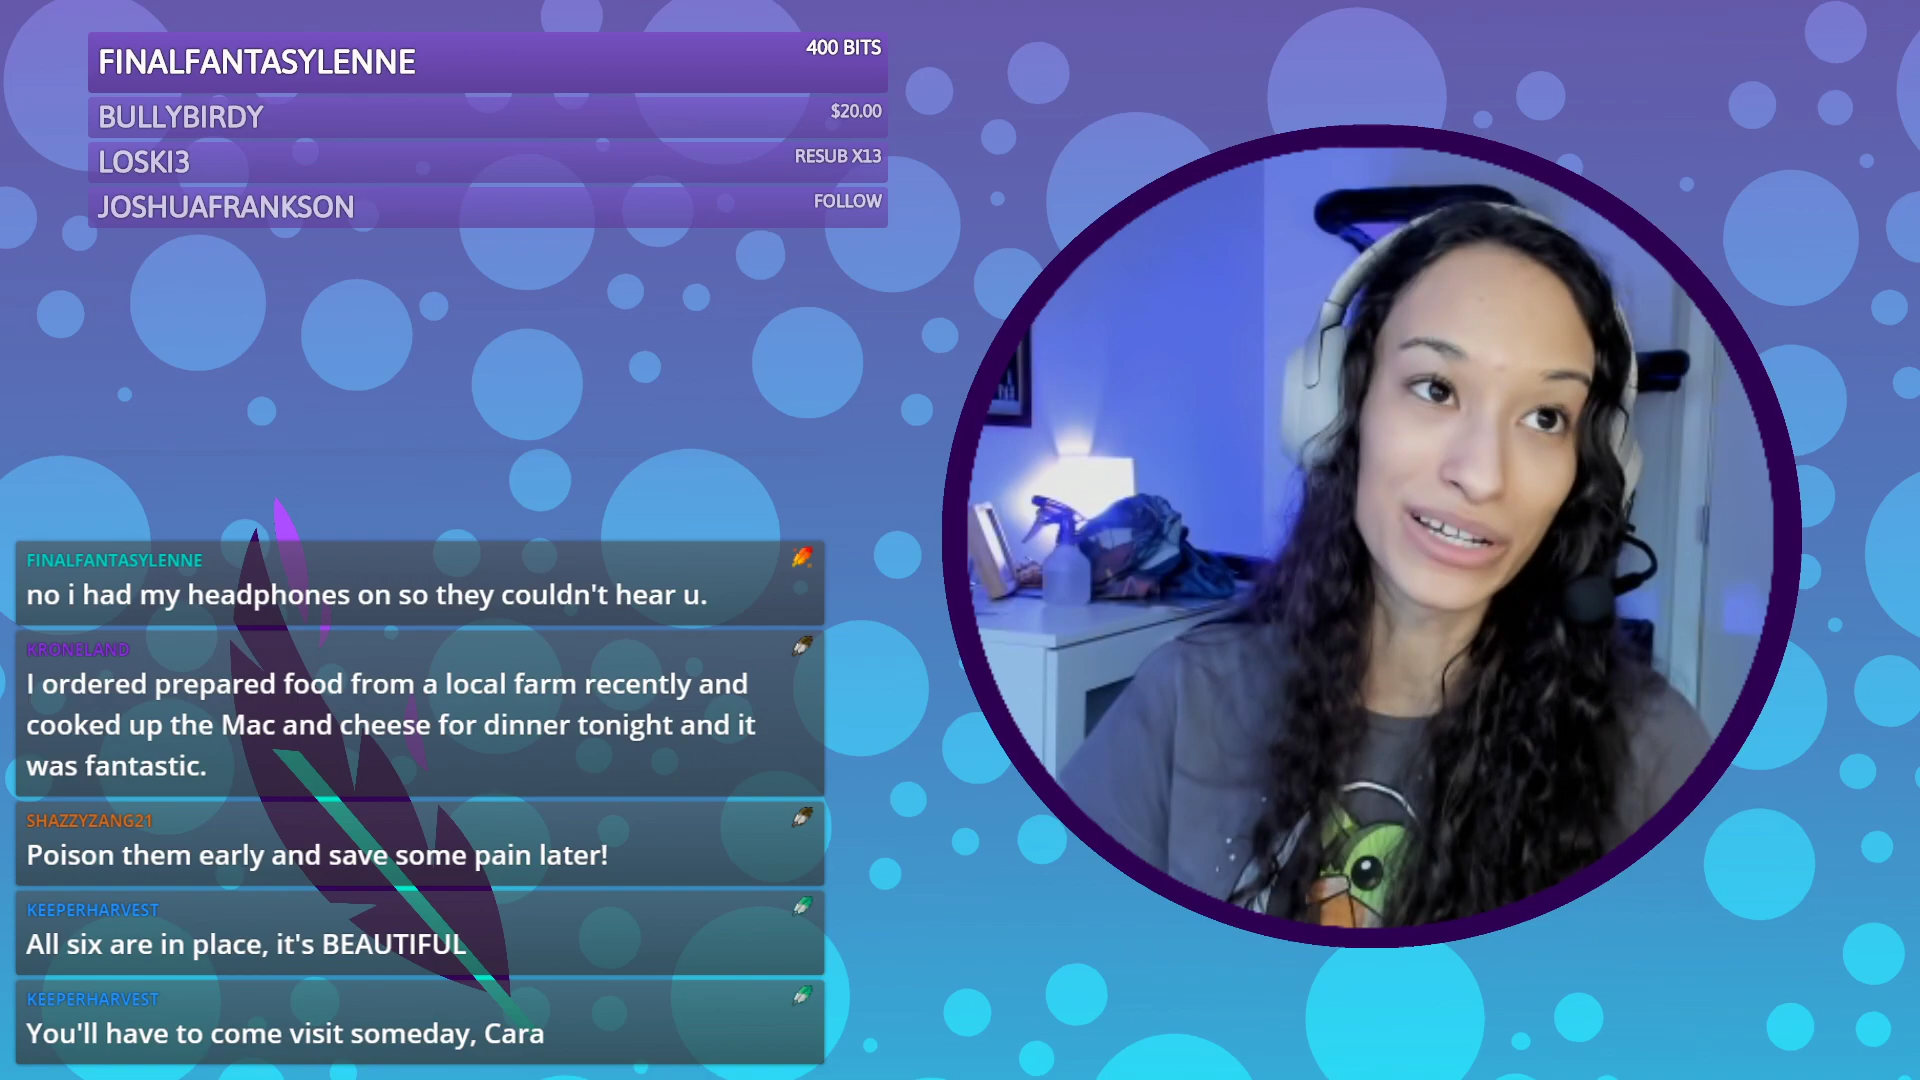 FINALFANTASYLENNE 400 BITS
BULLYBIRDY $20.00
LOSKI3 RESUB X13
JOSHUAFRANKSON FOLLOW
FINALFANTASYLENNE
no i had my headphones on so they couldn't hear u.
KRONELAND
I ordered prepared food from a local farm recently and
cooked up the Mac and cheese for dinner tonight and it
was fantastic.
SHAZZYZANG21
Poison them early and save some pain later!
KEEPERHARVEST
All six are in place, it's BEAUTIFUL
KEEPERHARVEST
You'll have to come visit someday, Cara